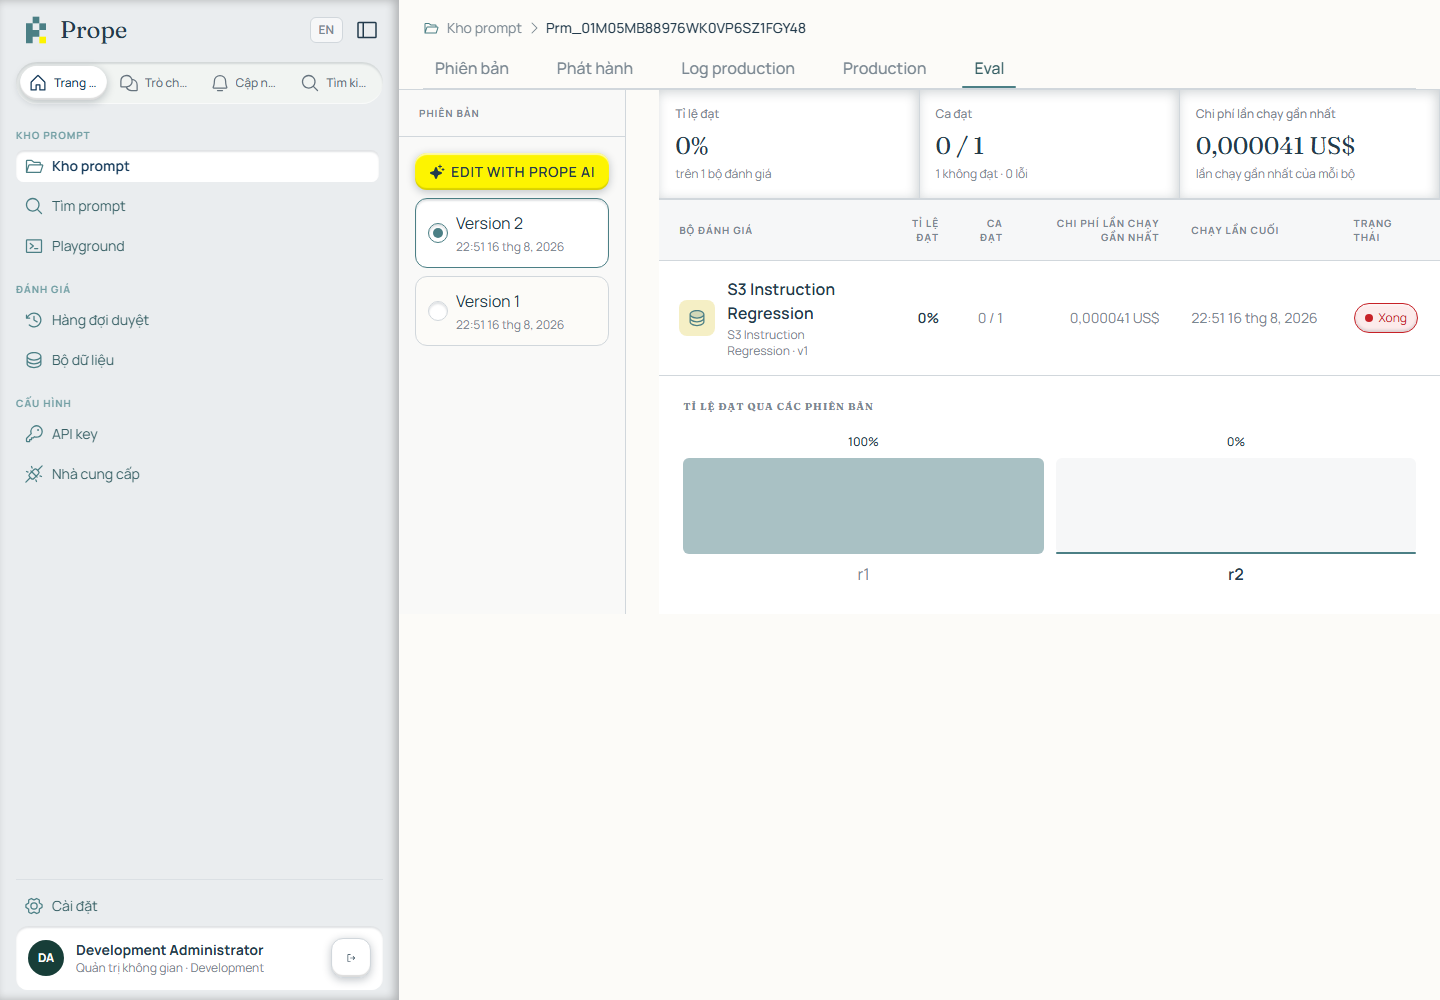 Prope
EN
Trang ...
Trò ch...
Cập n...
Tìm ki...
KHO PROMPT
Kho prompt
Tìm prompt
Playground
ĐÁNH GIÁ
Hàng đợi duyệt
Bộ dữ liệu
CẤU HÌNH
API key
Nhà cung cấp
Cài đặt
DA
Development Administrator
Quản trị không gian · Development
Kho prompt
Prm_01M05MB88976WK0VP6SZ1FGY48
Phiên bản
Phát hành
Log production
Production
Eval
PHIÊN BẢN
EDIT WITH PROPE AI
Version 2
22:51 16 thg 8, 2026
Version 1
22:51 16 thg 8, 2026
Tỉ lệ đạt
0%
trên 1 bộ đánh giá
Ca đạt
0 / 1
1 không đạt · 0 lỗi
Chi phí lần chạy gần nhất
0,000041 US$
lần chạy gần nhất của mỗi bộ
BỘ ĐÁNH GIÁ
TỈ LỆ
ĐẠT
CA
ĐẠT
CHI PHÍ LẦN CHẠY
GẦN NHẤT
CHẠY LẦN CUỐI
TRẠNG
THÁI
S3 Instruction
Regression
S3 Instruction
Regression · v1
0%
0 / 1
0,000041 US$
22:51 16 thg 8, 2026
Xong
TỈ LỆ ĐẠT QUA CÁC PHIÊN BẢN
100%
0%
r1
r2